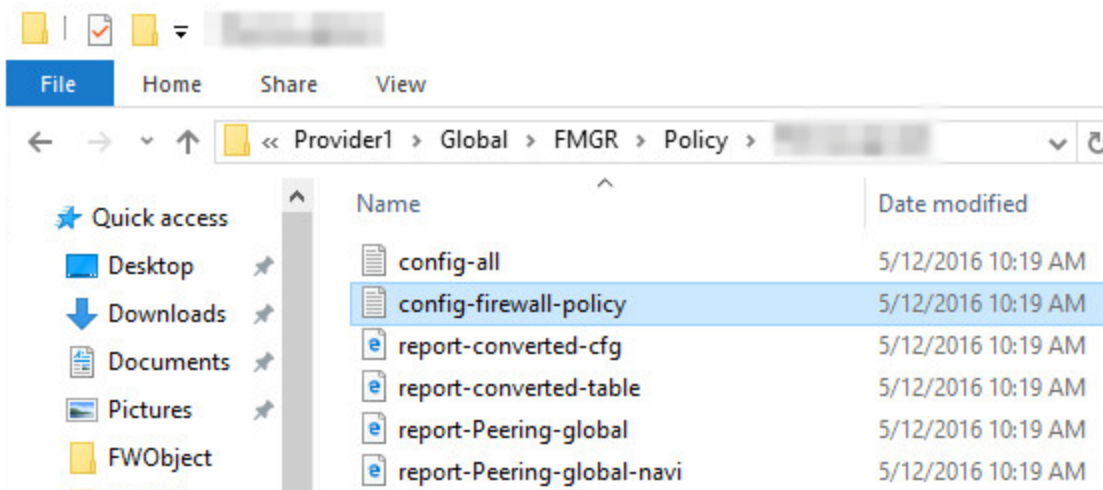 File Home Share View
« Provider1 > Global > FMGR > Policy >
Name Date modified
Quick access
Desktop
Downloads
Documents
Pictures
FWObject
config-all 5/12/2016 10:19 AM
config-firewall-policy 5/12/2016 10:19 AM
report-converted-cfg 5/12/2016 10:19 AM
report-converted-table 5/12/2016 10:19 AM
report-Peering-global 5/12/2016 10:19 AM
report-Peering-global-navi 5/12/2016 10:19 AM